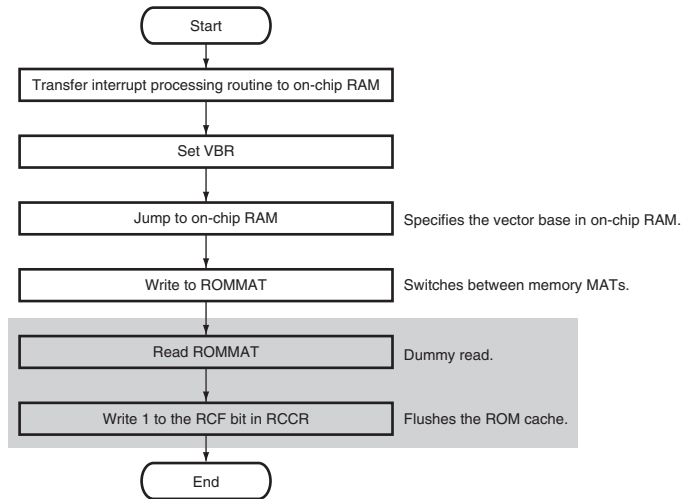 Start
Transfer interrupt processing routine to on-chip RAM
Set VBR
Jump to on-chip RAM
Specifies the vector base in on-chip RAM.
Write to ROMMAT
Switches between memory MATs.
Read ROMMAT
Dummy read.
Write 1 to the RCF bit in RCCR
Flushes the ROM cache.
End